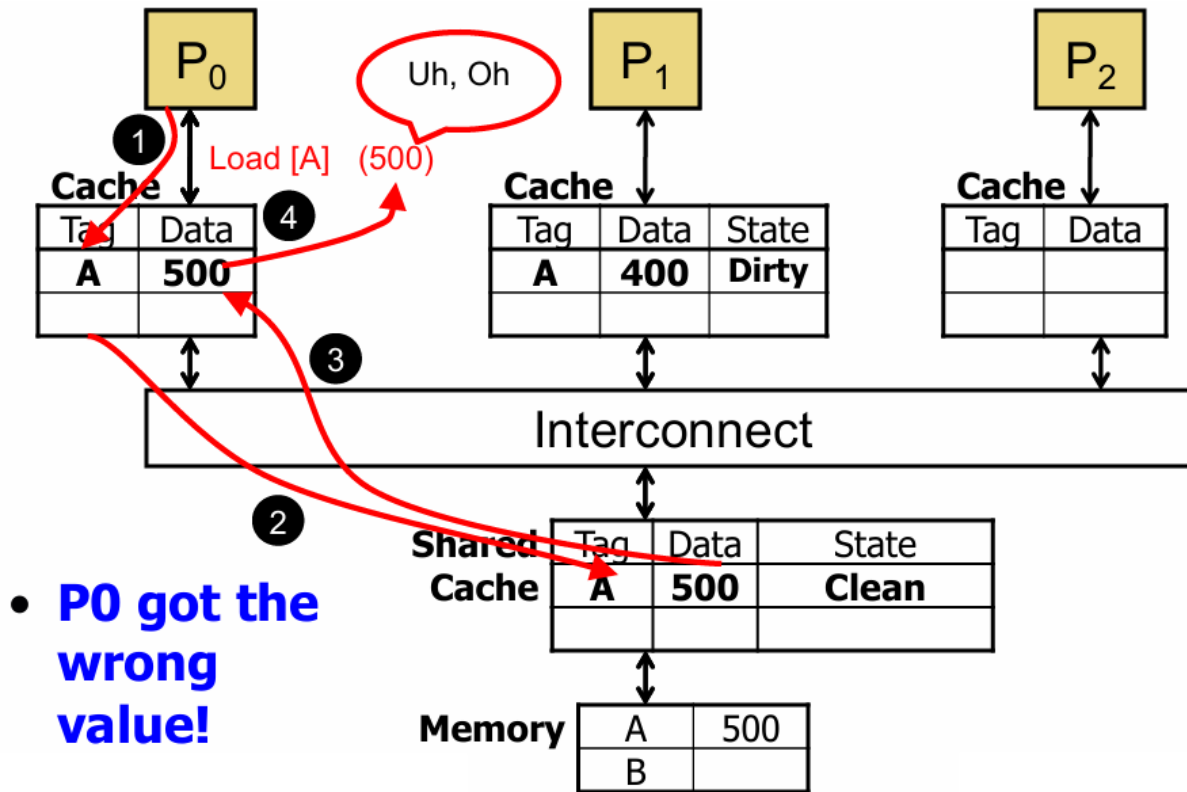 P0
P1
P2
Uh, Oh
1
Load [A] (500)
Cache
Cache
Cache
4
Tag Data
Tag Data State
Tag Data
A 500
A 400 Dirty
3
Interconnect
2
Shared Cache
Tag Data State
A 500 Clean
• P0 got the
wrong
value!
Memory
A 500
B